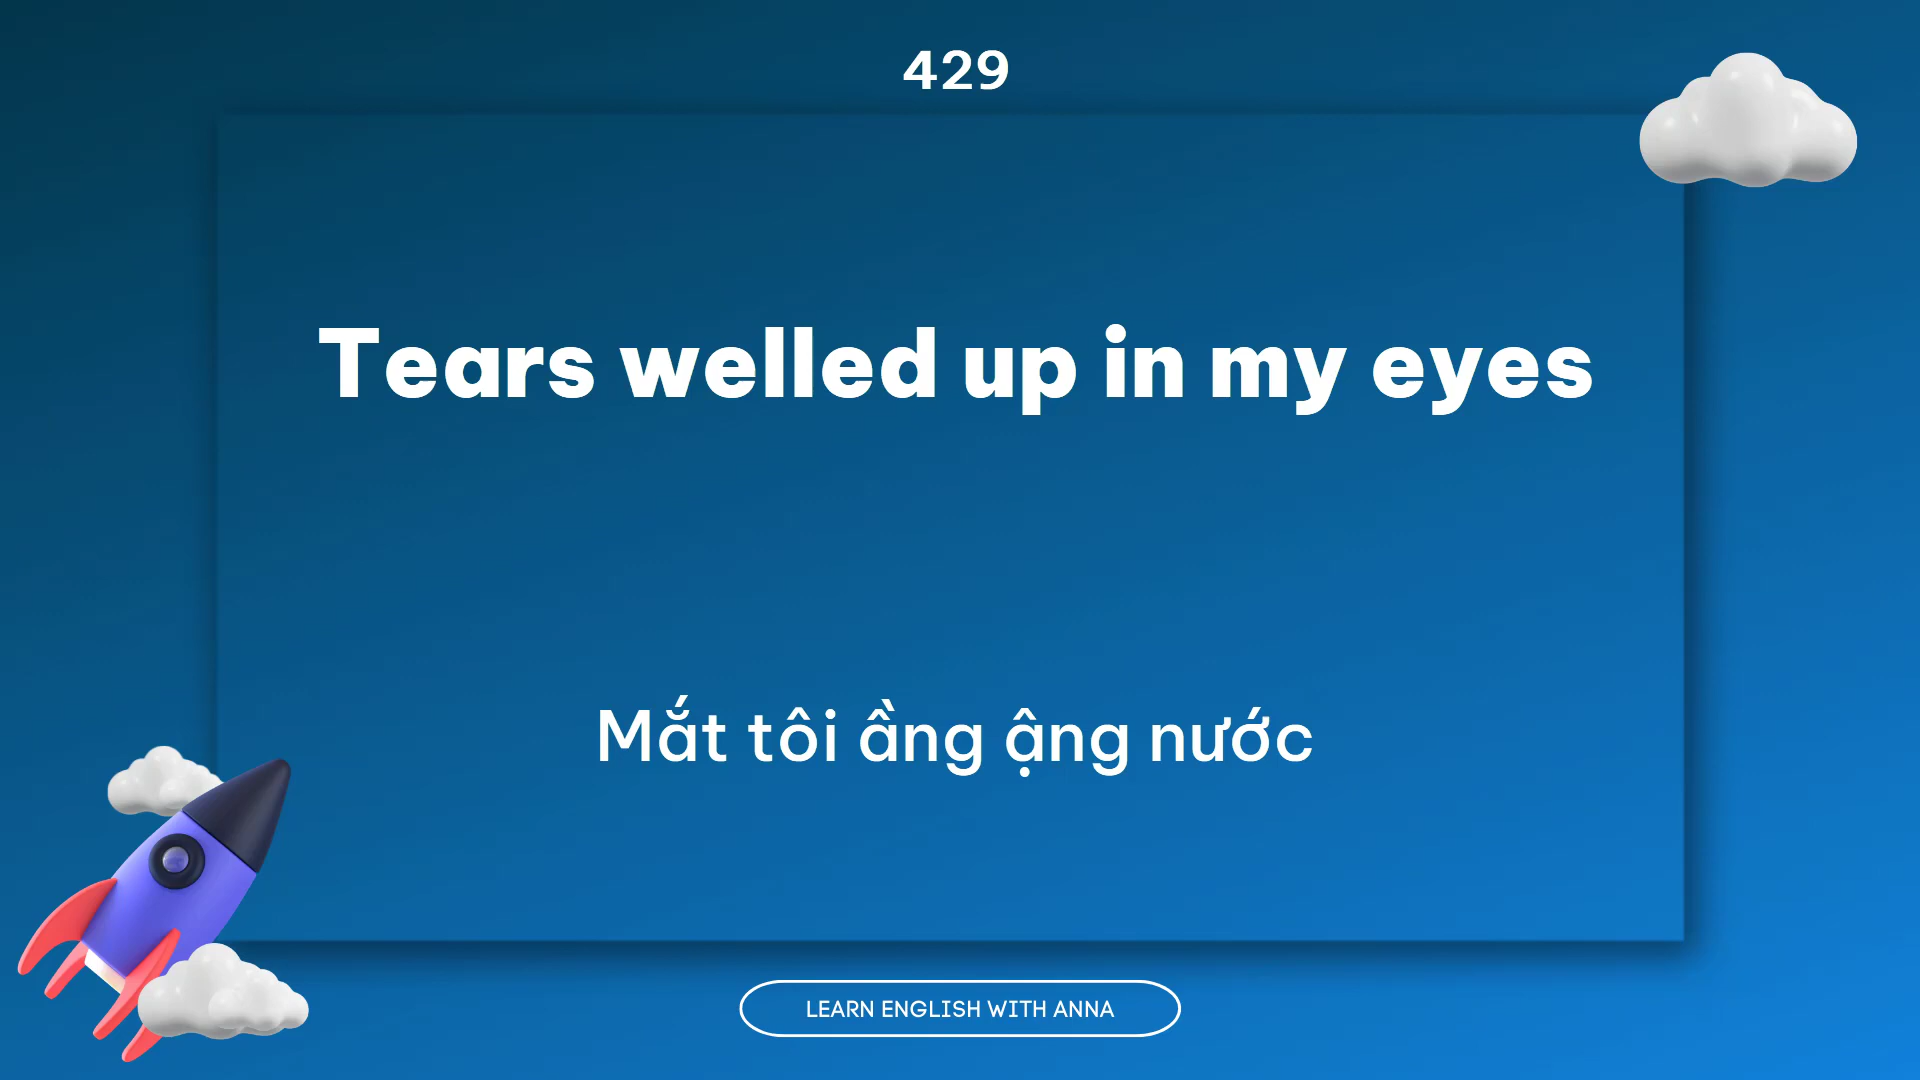 429
Tears welled up in my eyes
Mắt tôi ầng ậng nước
LEARN ENGLISH WITH ANNA